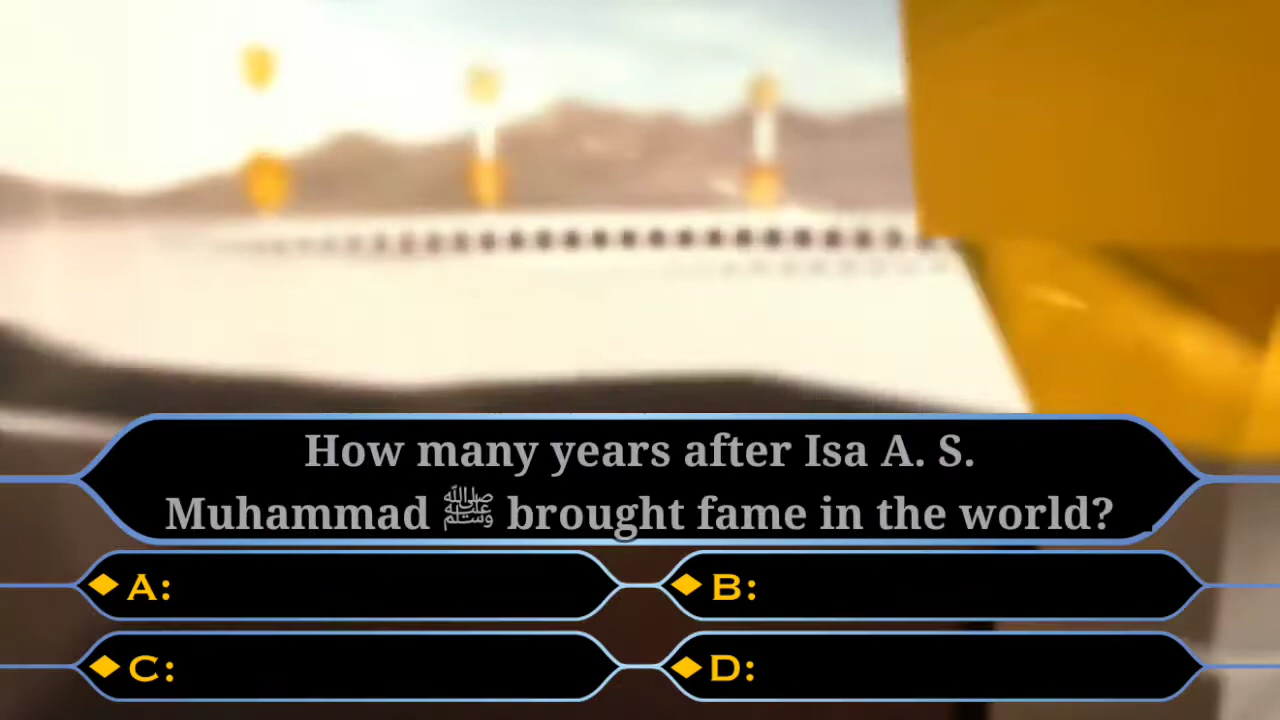 How many years after Isa A. S.
Muhammad ﷺ brought fame in the world?
A:
B:
C:
D: